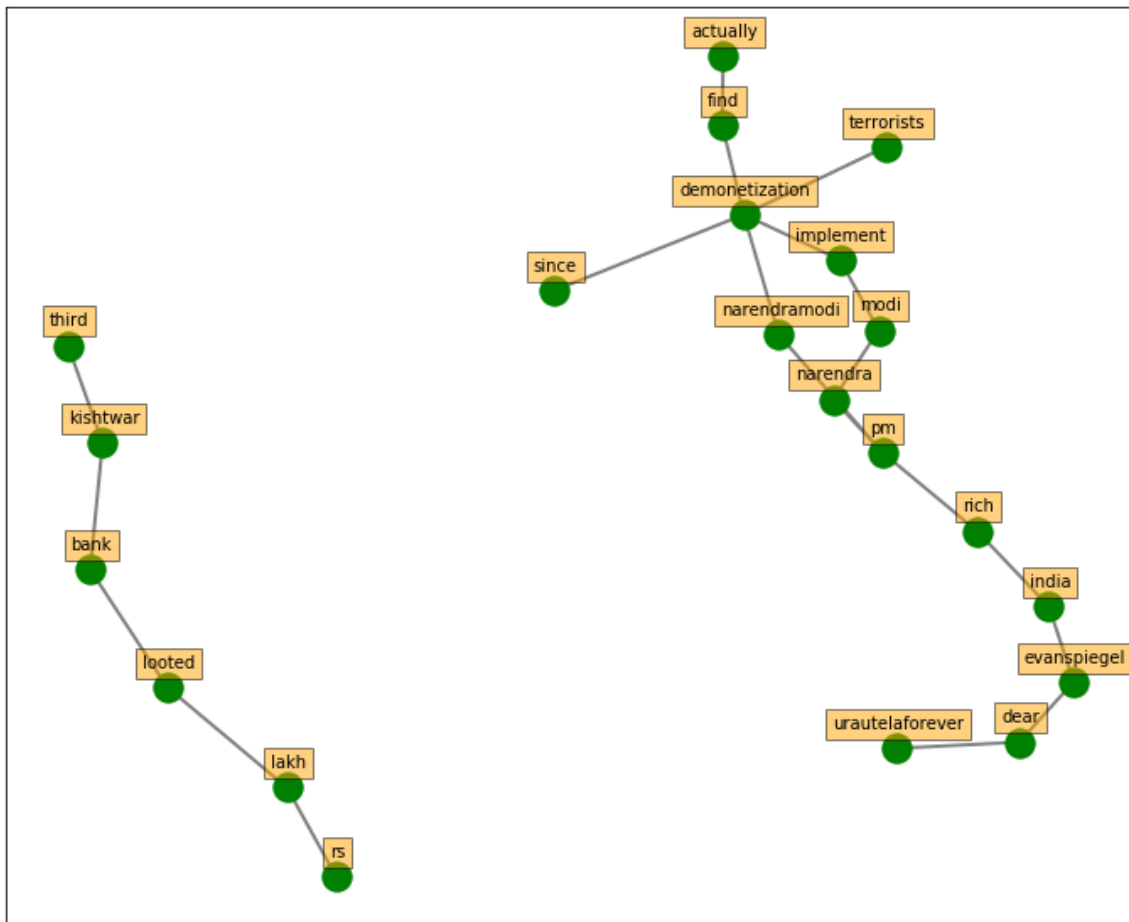 actually
find
terrorists
demonetization
implement
since
narendramodi
modi
third
narendra
kishtwar
pm
rich
bank
india
looted
evanspiegel
dear
urautelaforever
lakh
rs